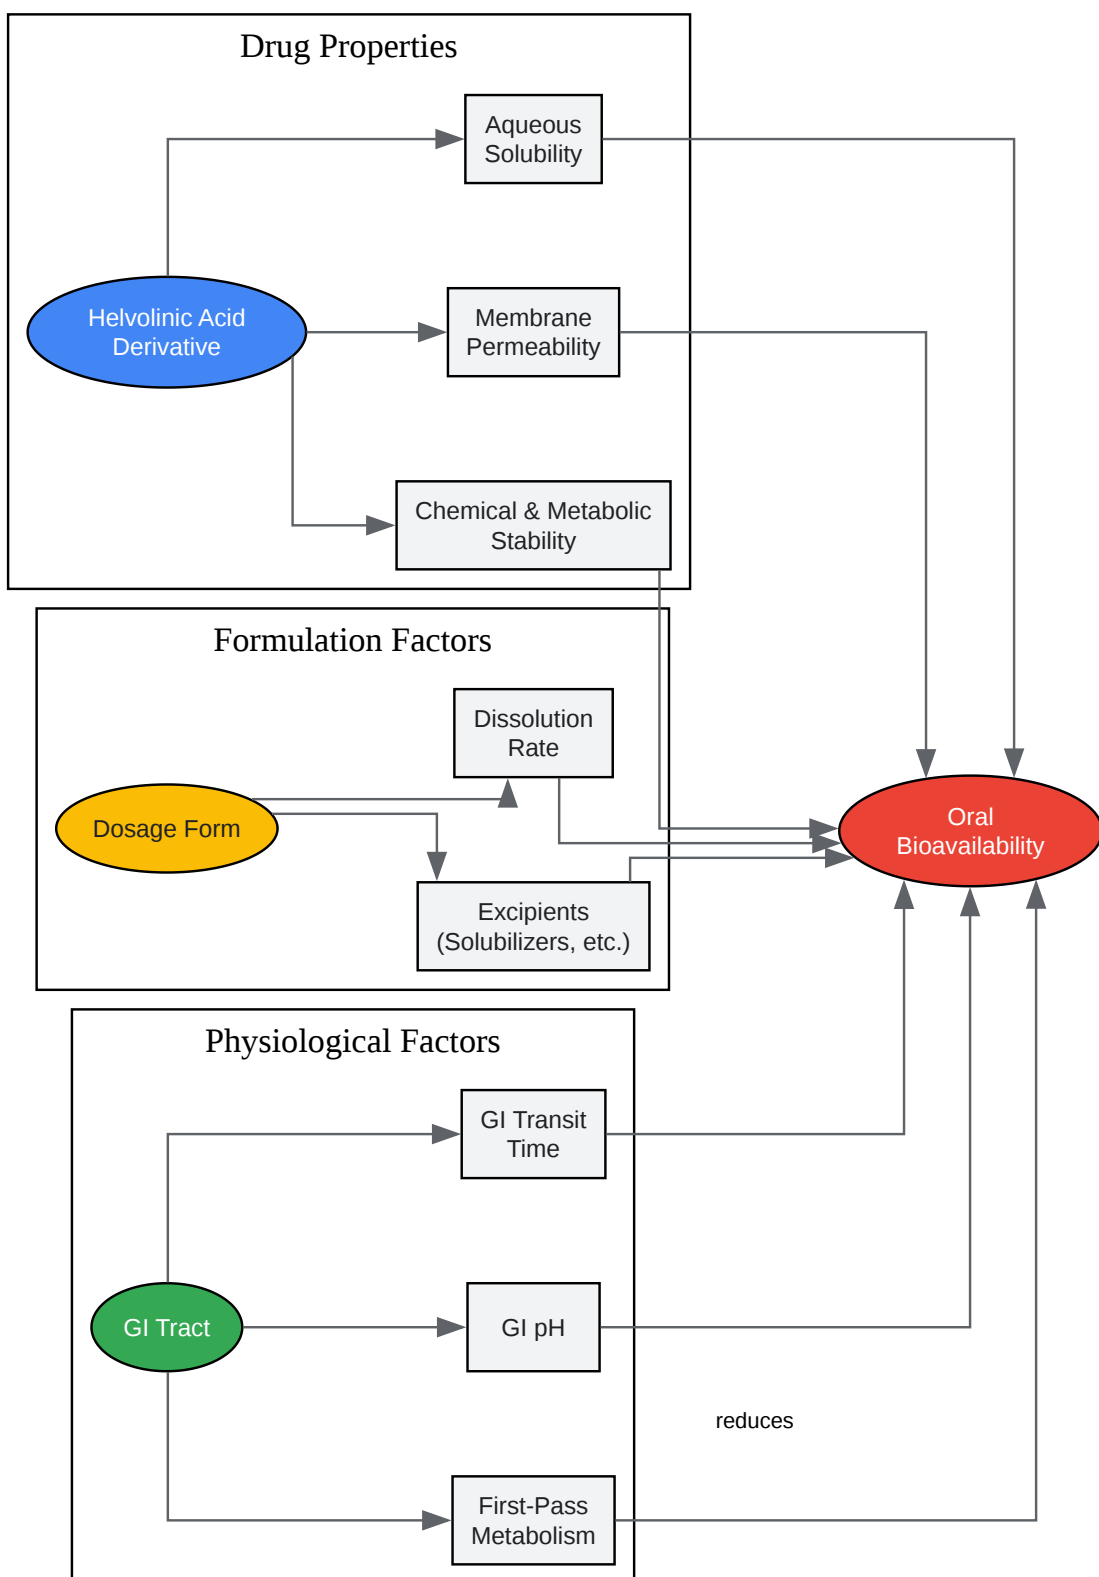 Drug Properties
Aqueous
Solubility
Helvolinic Acid
Derivative
Membrane
Permeability
Chemical & Metabolic
Stability
Formulation Factors
Dissolution
Rate
Dosage Form
Oral
Bioavailability
Excipients
(Solubilizers, etc.)
Physiological Factors
GI Transit
Time
GI Tract
GI pH
reduces
First-Pass
Metabolism